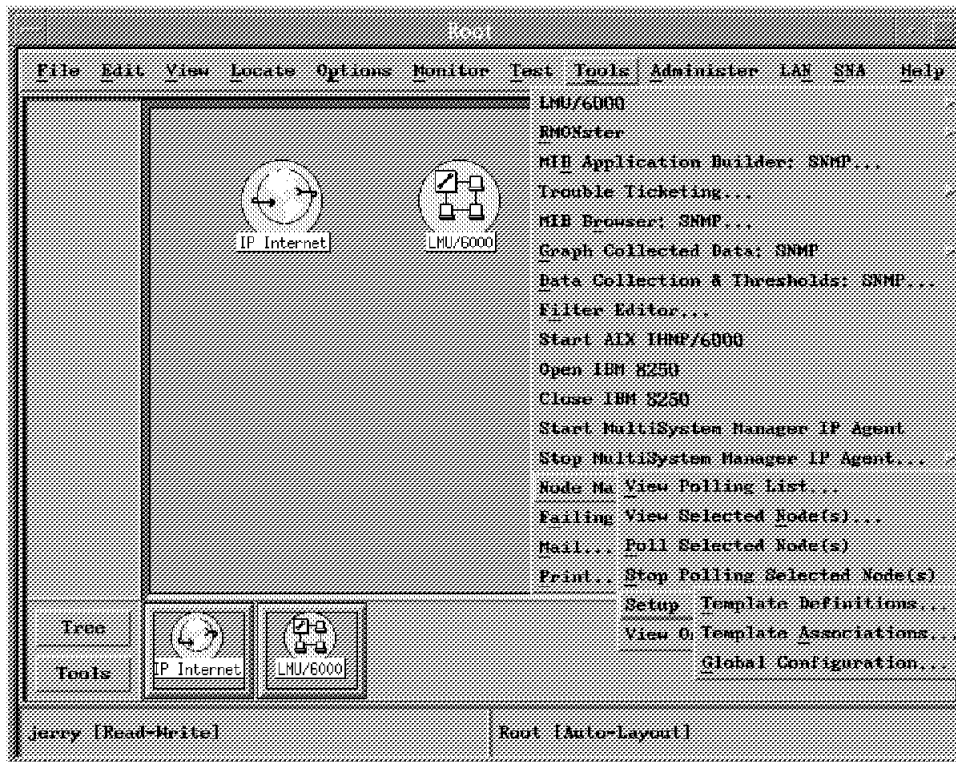 Root
File Edit View Locate Options Monitor Test Tools Administer LAN SNA Help
LMU/6000
RMONster
MIB Application Builder: SNMP...
Trouble Ticketing...
MIB Browser: SNMP...
Graph Collected Data: SNMP
Data Collection & Thresholds: SNMP...
Filter Editor...
Start AIX IHMP/6000
Open IBM 8250
Close IBM 8250
Start MultiSystem Manager IP Agent
Stop MultiSystem Manager IP Agent...
Node Ma View Polling List...
Failing View Selected Node(s)...
Mail... Poll Selected Node(s)
Print.. Stop Polling Selected Node(s)
Setup Template Definitions...
View O Template Associations...
Global Configuration...
IP Internet LMU/6000
Tree
Tools
IP Internet LMU/6000
jerry [Read-Write] Root [Auto-Layout]